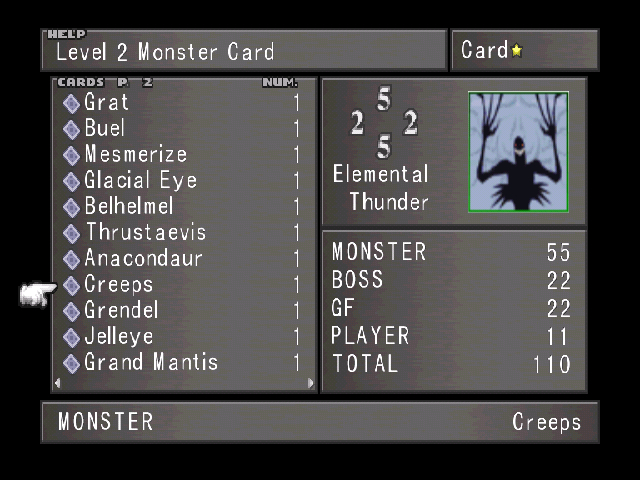 HELP
Level 2 Monster Card
Card
CARDS P. 2 NUM.
Grat 1
Buel 1
Mesmerize 1
Glacial Eye 1
Belhelmel 1
Thrustaevis 1
Anacondaur 1
Creeps 1
Grendel 1
Jelleye 1
Grand Mantis 1
5
2 2
5
Elemental
Thunder
MONSTER 55
BOSS 22
GF 22
PLAYER 11
TOTAL 110
MONSTER Creeps